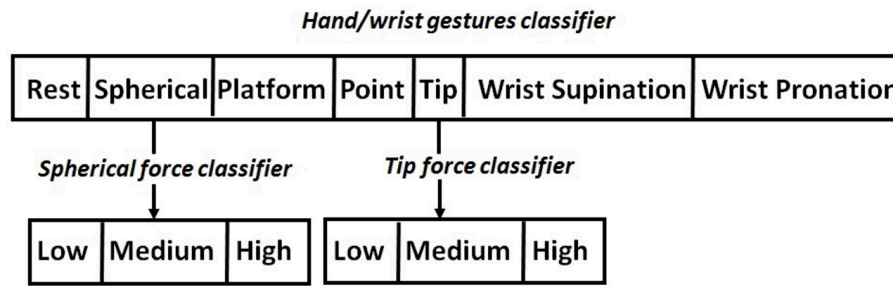 Hand/wrist gestures classifier
Rest Spherical Platform Point Tip Wrist Supination Wrist Pronation
Spherical force classifier Tip force classifier
Low Medium High Low Medium High